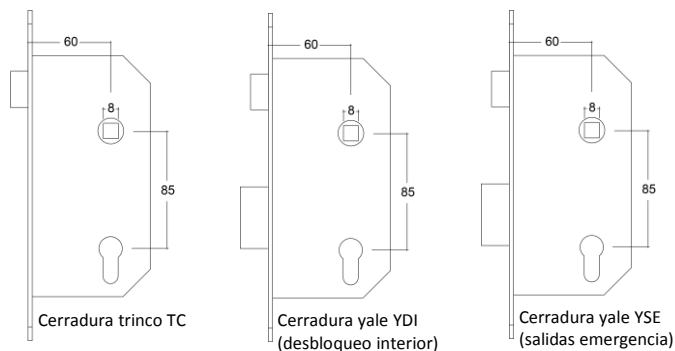 60
8
85
Cerradura trinco TC
60
8
85
Cerradura yale YDI
(desbloqueo interior)
60
8
85
Cerradura yale YSE
(salidas emergencia)